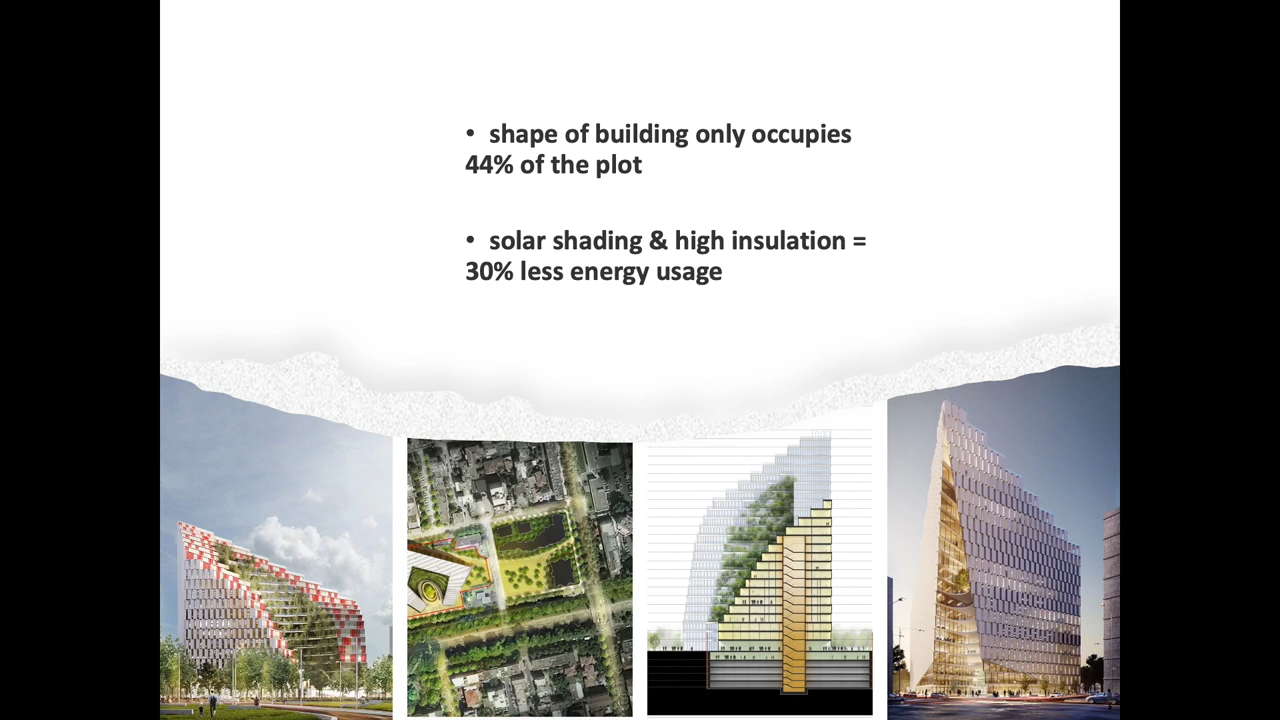 • shape of building only occupies
44% of the plot
• solar shading & high insulation =
30% less energy usage